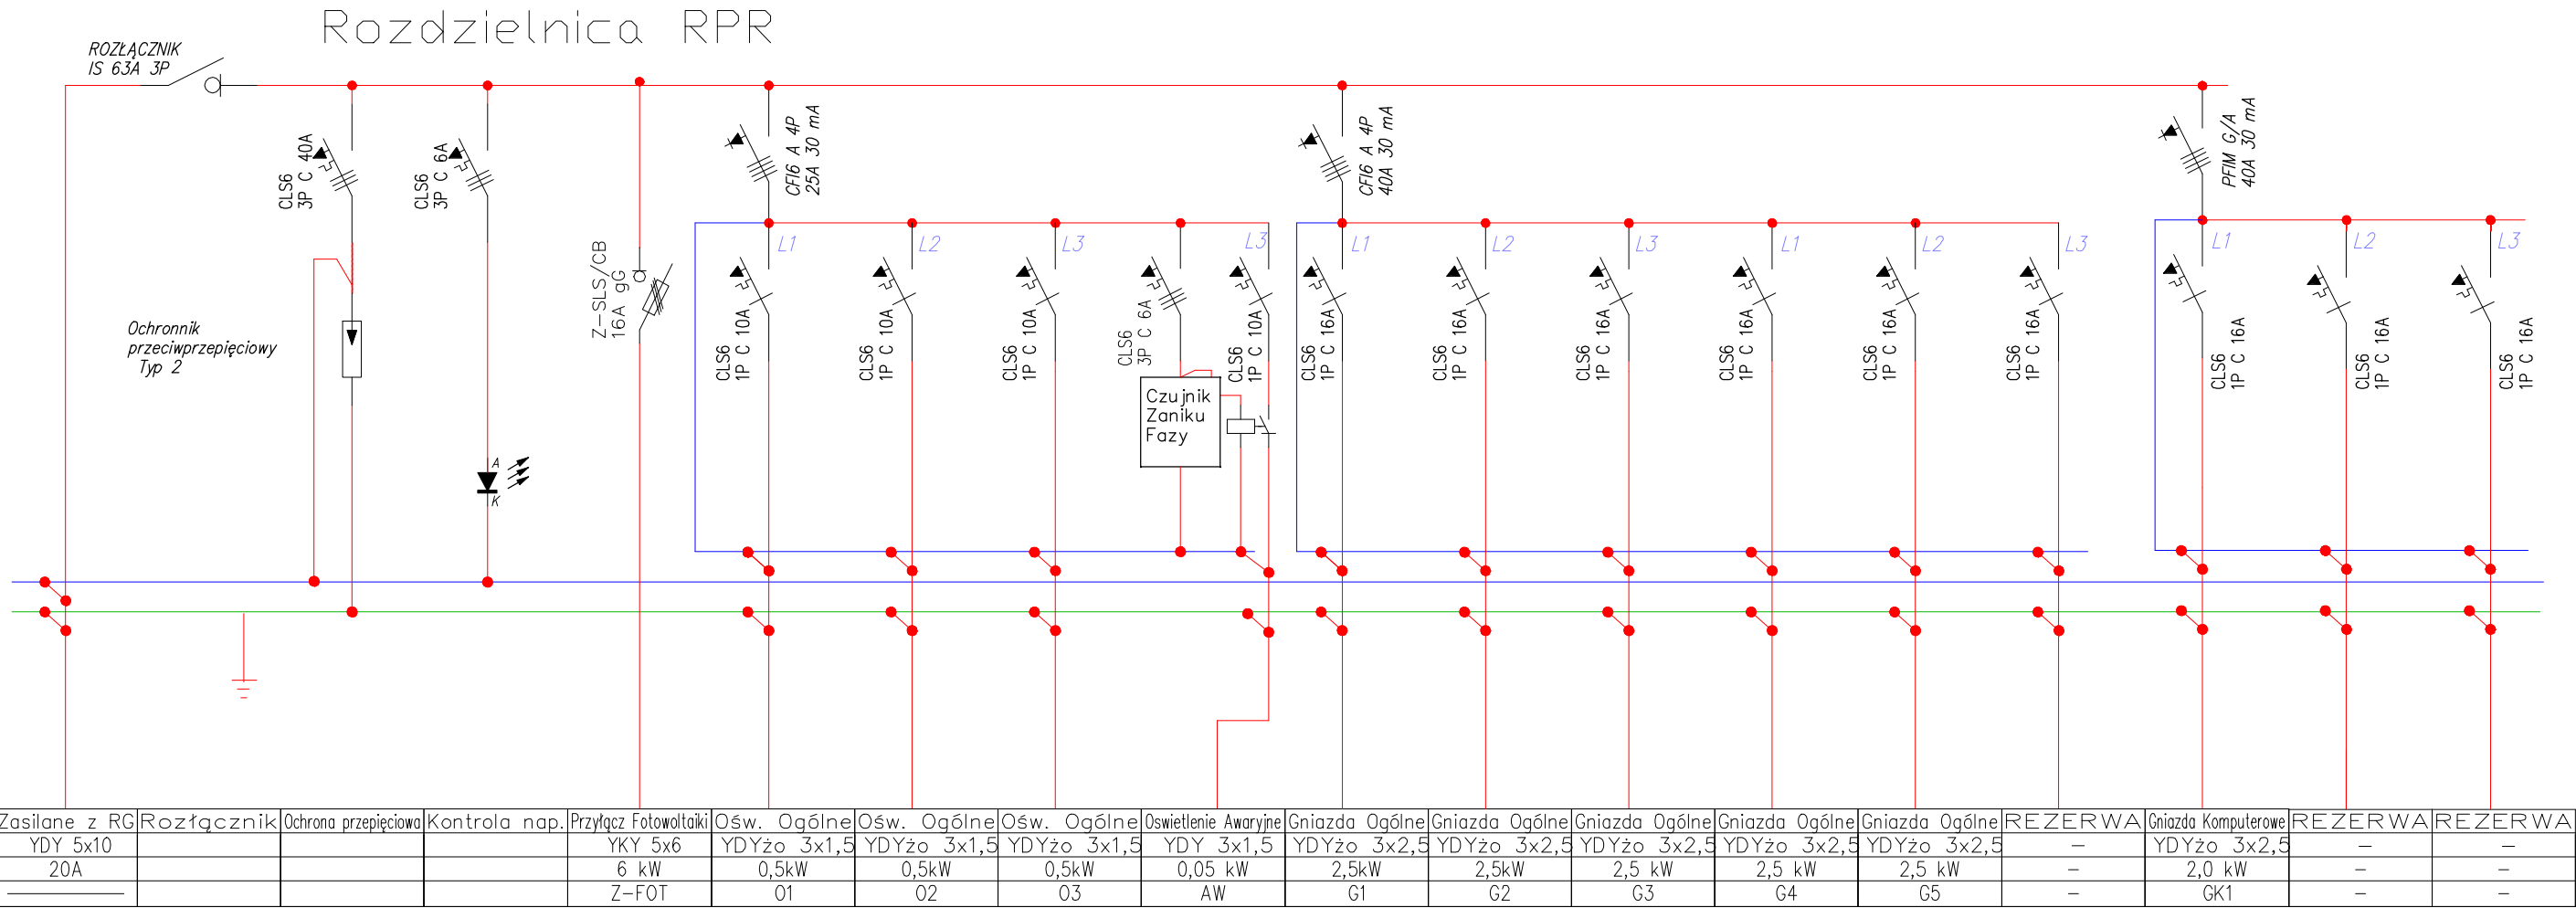 Rozdzielnica RPR
ROZŁĄCZNIK
IS 63A 3P
CLS6
3P C 40A
CLS6
3P C 6A
Ochronnik
przeciwprzepięciowy
Typ 2
A
K
Z-SLS/CB
16A gG
CFI6 A 4P
25A 30 mA
L1
L2
L3
L3
CLS6
1P C 10A
CLS6
1P C 10A
CLS6
1P C 10A
CLS6
3P C 6A
CLS6
1P C 10A
Czujnik
Zaniku
Fazy
CFI6 A 4P
40A 30 mA
L1
L2
L3
L1
L2
L3
CLS6
1P C 16A
CLS6
1P C 16A
CLS6
1P C 16A
CLS6
1P C 16A
CLS6
1P C 16A
CLS6
1P C 16A
PFIM G/A
40A 30 mA
L1
L2
L3
CLS6
1P C 16A
CLS6
1P C 16A
CLS6
1P C 16A
Zasilane z RG Rozłącznik Ochrona przepięciowa Kontrola nap. Przyłącz Fotowoltaiki Ośw. Ogólne Ośw. Ogólne Ośw. Ogólne Oswietlenie Awaryjne Gniazda Ogólne Gniazda Ogólne Gniazda Ogólne Gniazda Ogólne Gniazda Ogólne REZERWA Gniazda Komputerowe REZERWA REZERWA
YDY 5x10 YKY 5x6 YDYżo 3x1,5 YDYżo 3x1,5 YDYżo 3x1,5 YDY 3x1,5 YDYżo 3x2,5 YDYżo 3x2,5 YDYżo 3x2,5 YDYżo 3x2,5 YDYżo 3x2,5 - YDYżo 3x2,5 - -
20A 6 kW 0,5kW 0,5kW 0,5kW 0,05 kW 2,5kW 2,5kW 2,5 kW 2,5 kW 2,5 kW - 2,0 kW - -
Z-FOT O1 O2 O3 AW G1 G2 G3 G4 G5 - GK1 - -